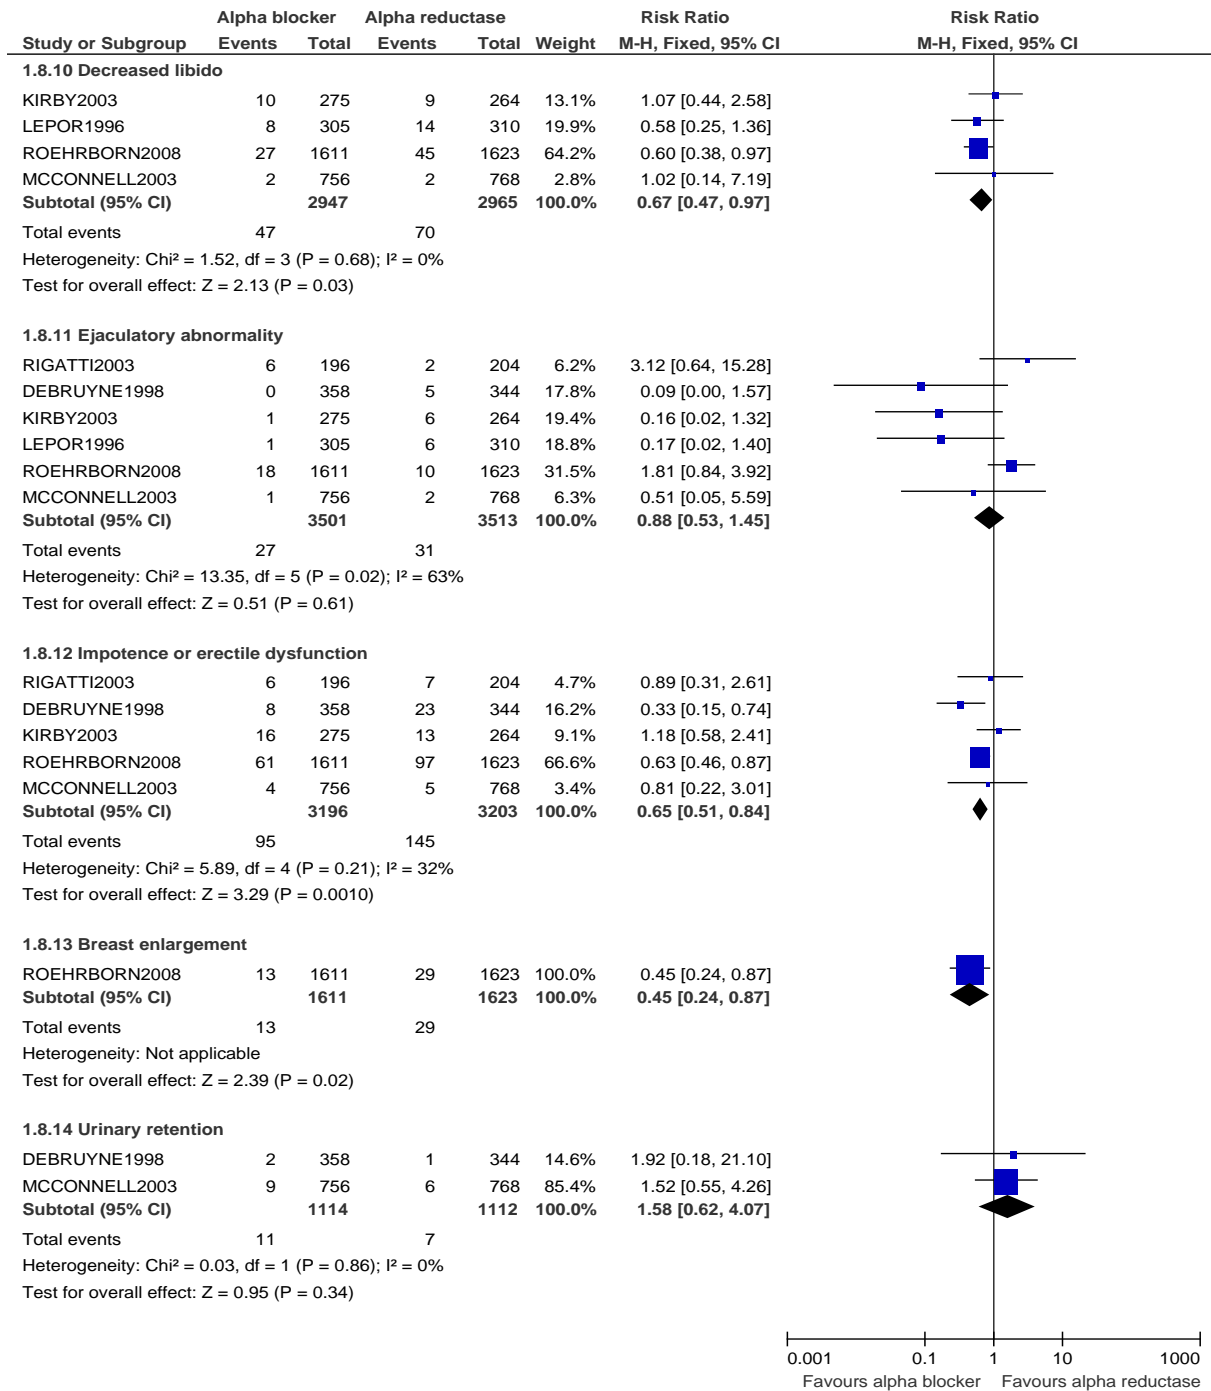 Alpha blocker Alpha reductase Risk Ratio Risk Ratio
Study or Subgroup Events Total Events Total Weight M-H, Fixed, 95% CI M-H, Fixed, 95% CI
1.8.10 Decreased libido
KIRBY2003 10 275 9 264 13.1% 1.07 [0.44, 2.58]
LEPOR1996 8 305 14 310 19.9% 0.58 [0.25, 1.36]
ROEHRBORN2008 27 1611 45 1623 64.2% 0.60 [0.38, 0.97]
MCCONNELL2003 2 756 2 768 2.8% 1.02 [0.14, 7.19]
Subtotal (95% CI) 2947 2965 100.0% 0.67 [0.47, 0.97]
Total events 47 70
Heterogeneity: Chi² = 1.52, df = 3 (P = 0.68); I² = 0%
Test for overall effect: Z = 2.13 (P = 0.03)
1.8.11 Ejaculatory abnormality
RIGATTI2003 6 196 2 204 6.2% 3.12 [0.64, 15.28]
DEBRUYNE1998 0 358 5 344 17.8% 0.09 [0.00, 1.57]
KIRBY2003 1 275 6 264 19.4% 0.16 [0.02, 1.32]
LEPOR1996 1 305 6 310 18.8% 0.17 [0.02, 1.40]
ROEHRBORN2008 18 1611 10 1623 31.5% 1.81 [0.84, 3.92]
MCCONNELL2003 1 756 2 768 6.3% 0.51 [0.05, 5.59]
Subtotal (95% CI) 3501 3513 100.0% 0.88 [0.53, 1.45]
Total events 27 31
Heterogeneity: Chi² = 13.35, df = 5 (P = 0.02); I² = 63%
Test for overall effect: Z = 0.51 (P = 0.61)
1.8.12 Impotence or erectile dysfunction
RIGATTI2003 6 196 7 204 4.7% 0.89 [0.31, 2.61]
DEBRUYNE1998 8 358 23 344 16.2% 0.33 [0.15, 0.74]
KIRBY2003 16 275 13 264 9.1% 1.18 [0.58, 2.41]
ROEHRBORN2008 61 1611 97 1623 66.6% 0.63 [0.46, 0.87]
MCCONNELL2003 4 756 5 768 3.4% 0.81 [0.22, 3.01]
Subtotal (95% CI) 3196 3203 100.0% 0.65 [0.51, 0.84]
Total events 95 145
Heterogeneity: Chi² = 5.89, df = 4 (P = 0.21); I² = 32%
Test for overall effect: Z = 3.29 (P = 0.0010)
1.8.13 Breast enlargement
ROEHRBORN2008 13 1611 29 1623 100.0% 0.45 [0.24, 0.87]
Subtotal (95% CI) 1611 1623 100.0% 0.45 [0.24, 0.87]
Total events 13 29
Heterogeneity: Not applicable
Test for overall effect: Z = 2.39 (P = 0.02)
1.8.14 Urinary retention
DEBRUYNE1998 2 358 1 344 14.6% 1.92 [0.18, 21.10]
MCCONNELL2003 9 756 6 768 85.4% 1.52 [0.55, 4.26]
Subtotal (95% CI) 1114 1112 100.0% 1.58 [0.62, 4.07]
Total events 11 7
Heterogeneity: Chi² = 0.03, df = 1 (P = 0.86); I² = 0%
Test for overall effect: Z = 0.95 (P = 0.34)
0.001 0.1 1 10 1000
Favours alpha blocker Favours alpha reductase